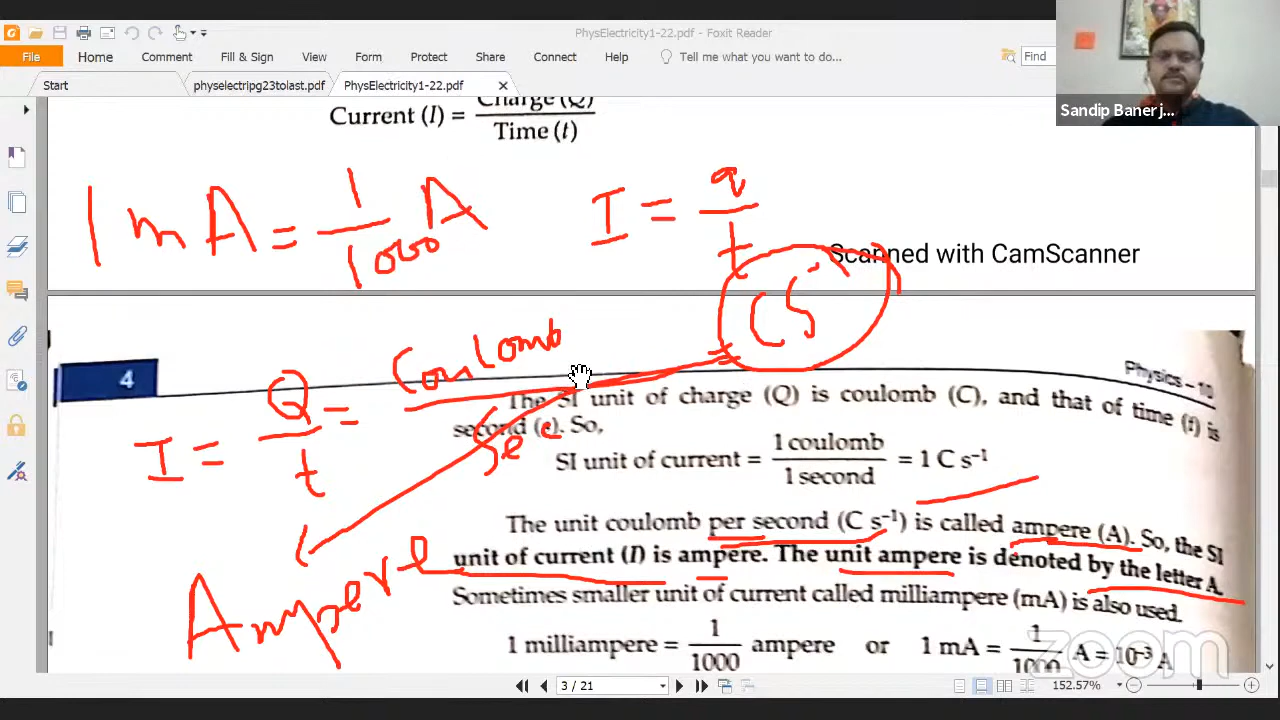 PhysElectricity1-22.pdf - Foxit Reader
File Home Comment Fill & Sign View Form Protect Share Connect Help Tell me what you want to do... Find
Start physelectripg23tolast.pdf PhysElectricity1-22.pdf
Sandip Banerj...
Current (I) = Charge (Q) / Time (t)
1 mA = 1/1000 A I = q/t
Scanned with CamScanner
CS⁻¹
4
Physics – 10
I = Q/t = Coulomb/Sec
The SI unit of charge (Q) is coulomb (C), and that of time (t) is
second (s). So,
SI unit of current = 1 coulomb / 1 second = 1 C s⁻¹
The unit coulomb per second (C s⁻¹) is called ampere (A). So, the SI
unit of current (I) is ampere. The unit ampere is denoted by the letter A.
Ampere
Sometimes smaller unit of current called milliampere (mA) is also used.
1 milliampere = 1/1000 ampere or 1 mA = 1/1000 A = 10⁻³ A
zoom
3 / 21 152.57%